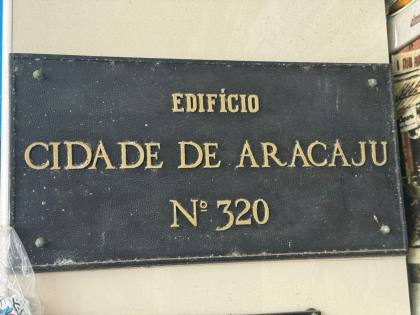 EDIFÍCIO
CIDADE DE ARACAJU
Nº 320